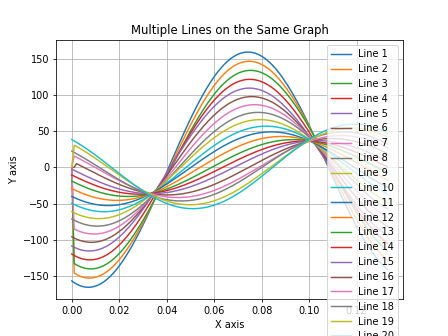 Multiple Lines on the Same Graph
Y axis
150
100
50
0
−50
−100
−150
0.00 0.02 0.04 0.06 0.08 0.10
X axis
Line 1
Line 2
Line 3
Line 4
Line 5
Line 6
Line 7
Line 8
Line 9
Line 10
Line 11
Line 12
Line 13
Line 14
Line 15
Line 16
Line 17
Line 18
Line 19
Line 20